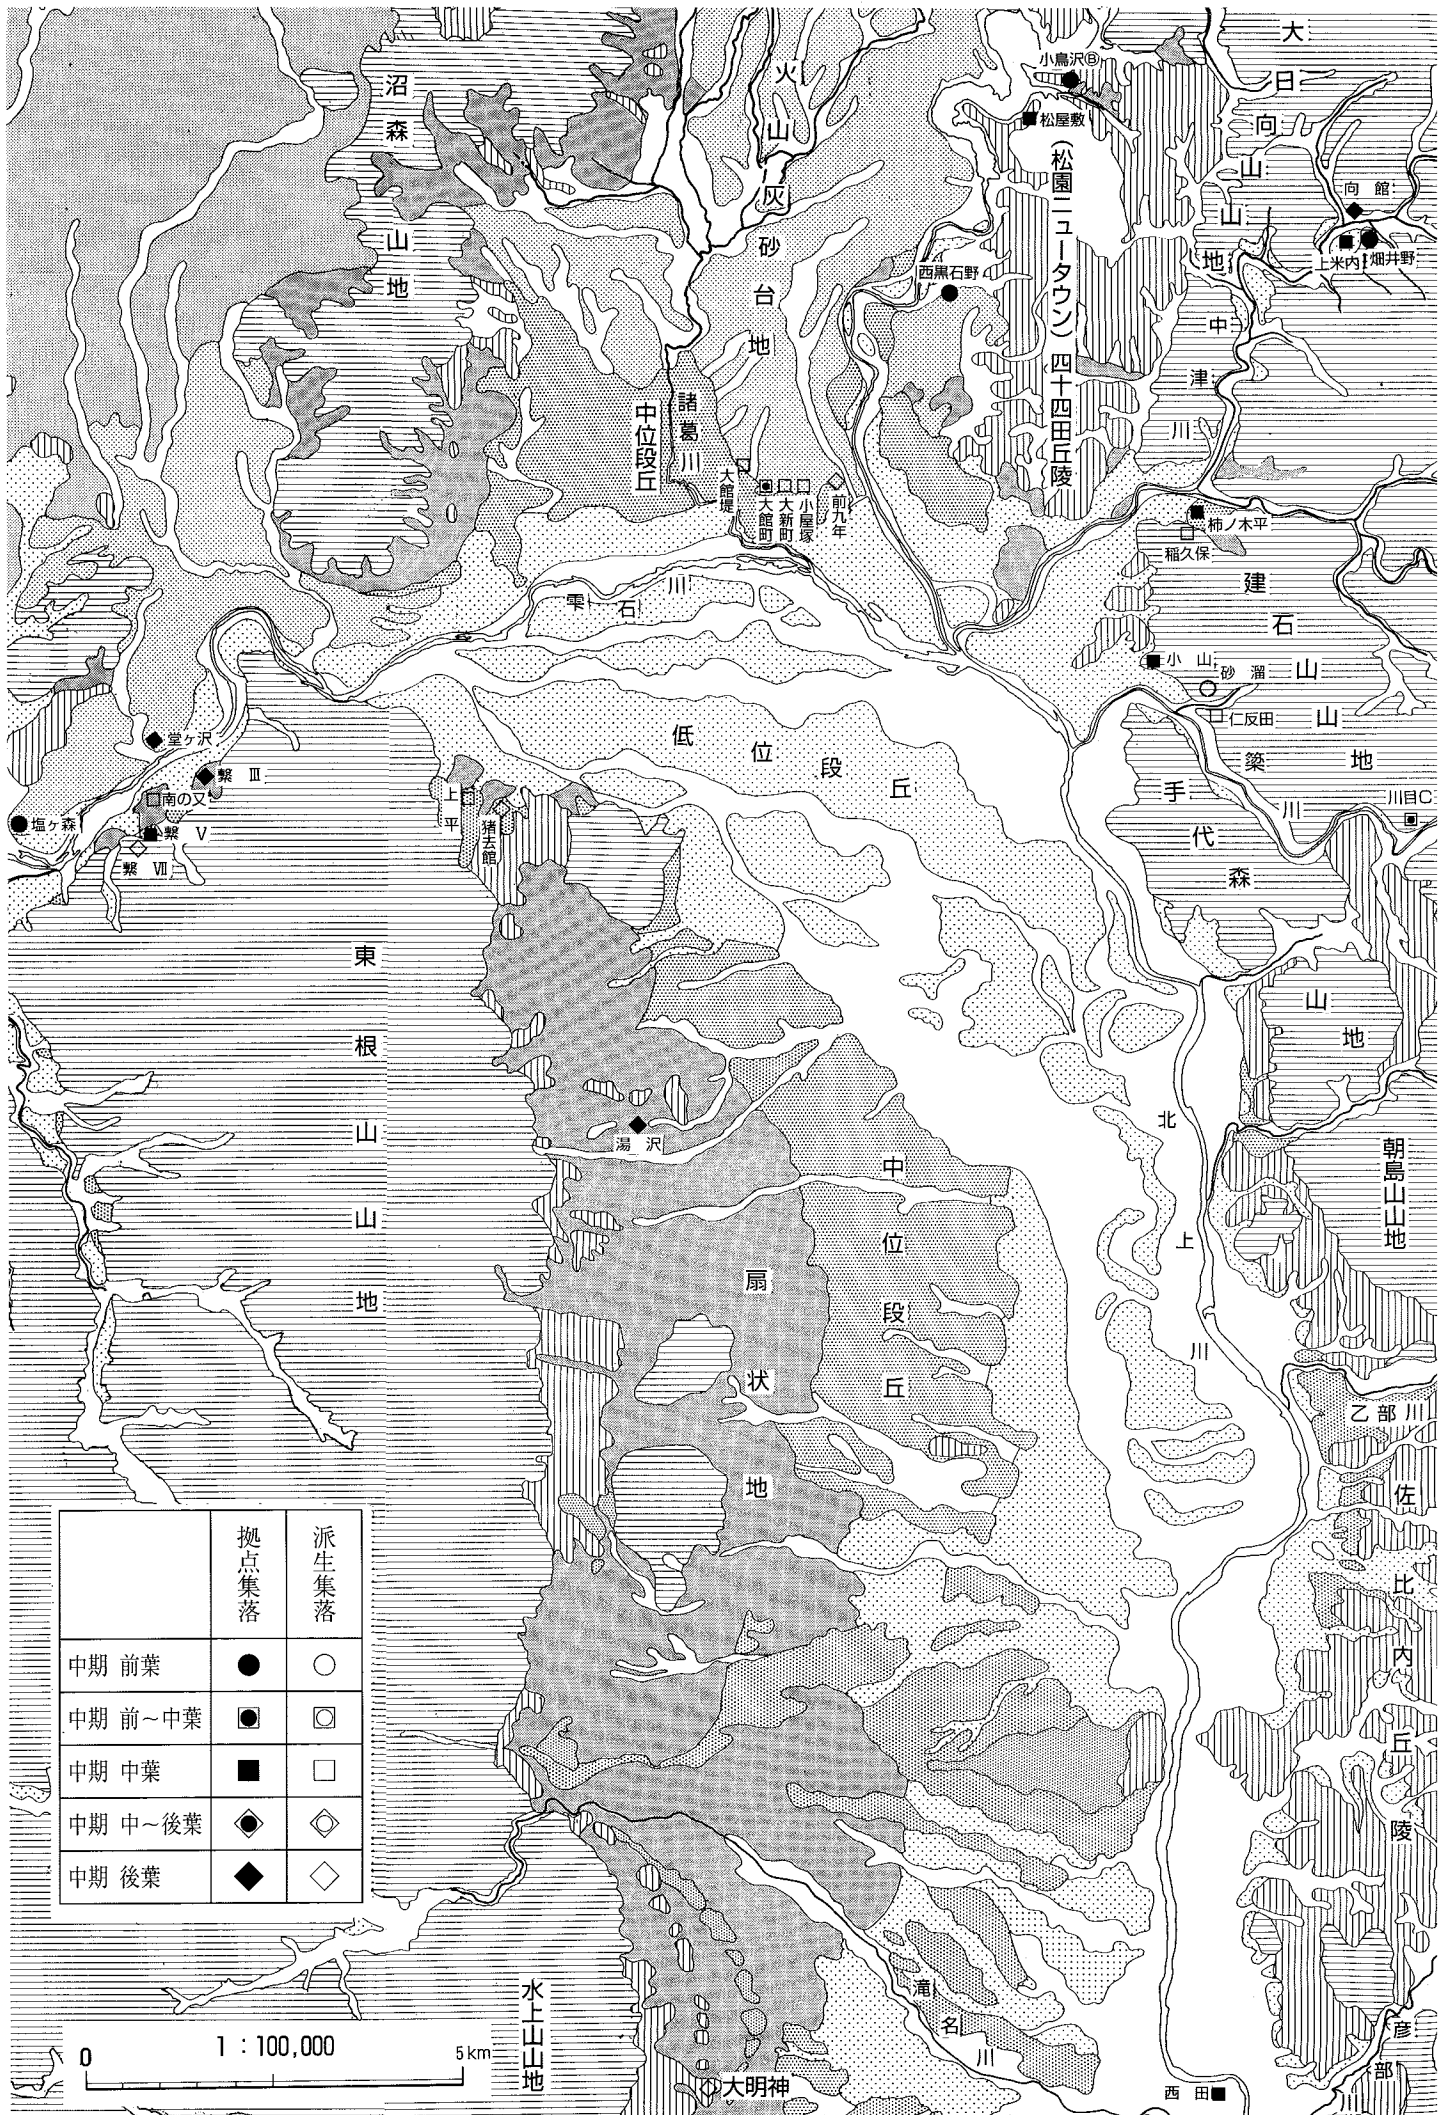 沼森山地
火山灰砂台地
小鳥沢Ⓑ
松屋敷
(松園ニュータウン) 四十四田丘陵
大日向山山地
向館
上米内
畑井野
西黒石野
中津川
中位段丘
諸葛川
大館堤
大館町
大新町
小屋塚
前九年
柿ノ木平
稲久保
建石山山地
雫石川
小山
砂溜
仁反田
堂ヶ沢
繋 Ⅲ
南の又
塩ヶ森
繋 Ⅴ
繋 Ⅶ
低位段丘
簗川
手代森山地
川目C
上平
猪去館
東根山山地
湯沢
北上川
朝島山山地
中位段丘
扇状地
乙部川
佐比内丘陵
拠点集落
派生集落
中期 前葉
中期 前～中葉
中期 中葉
中期 中～後葉
中期 後葉
1 : 100,000
0
5km
水上山山地
大明神
滝名川
西田
彦部川